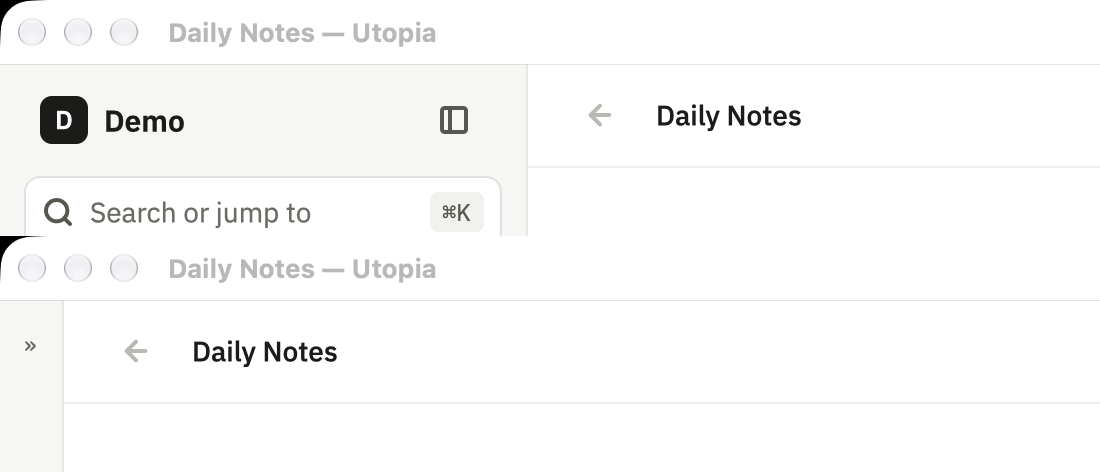 Daily Notes — Utopia
D Demo
Daily Notes
Search or jump to ⌘K
Daily Notes — Utopia
» Daily Notes